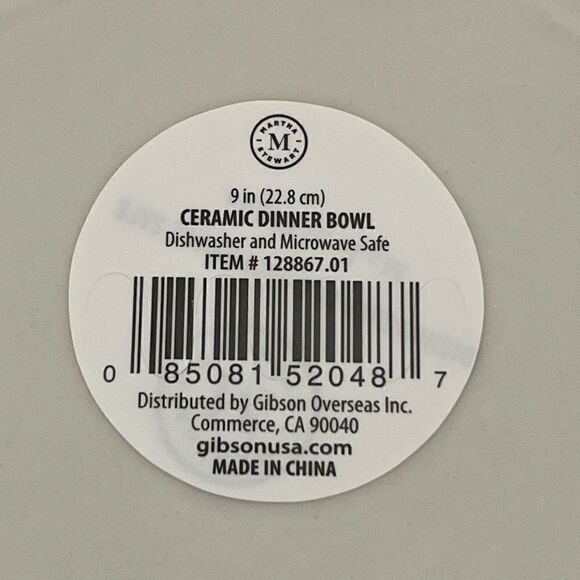 MARTHA
M
STEWART
9 in (22.8 cm)
CERAMIC DINNER BOWL
Dishwasher and Microwave Safe
ITEM # 128867.01
0 85081 52048 7
Distributed by Gibson Overseas Inc.
Commerce, CA 90040
gibsonusa.com
MADE IN CHINA